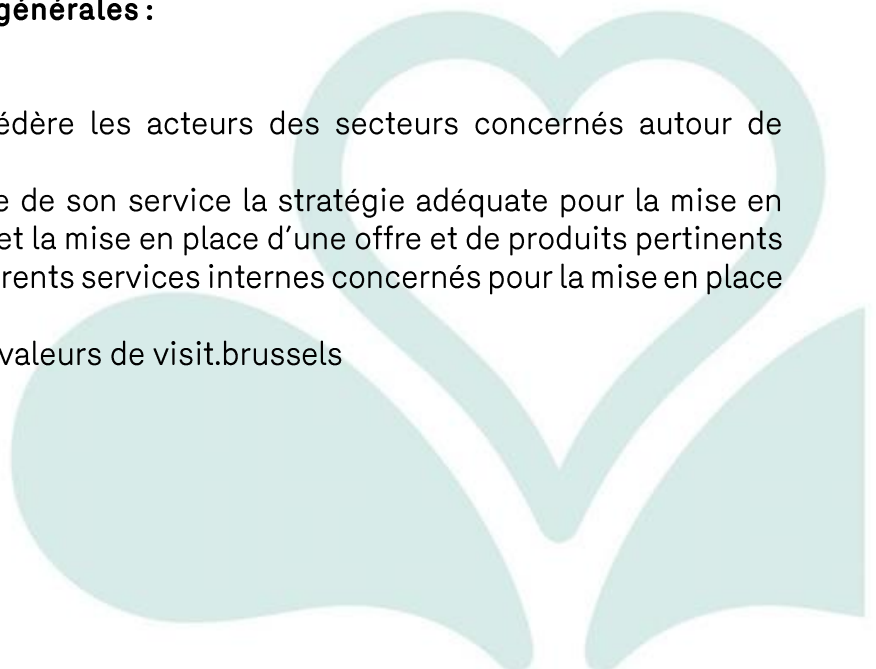 générales :
édère les acteurs des secteurs concernés autour de
e de son service la stratégie adéquate pour la mise en
et la mise en place d’une offre et de produits pertinents
rents services internes concernés pour la mise en place
valeurs de visit.brussels